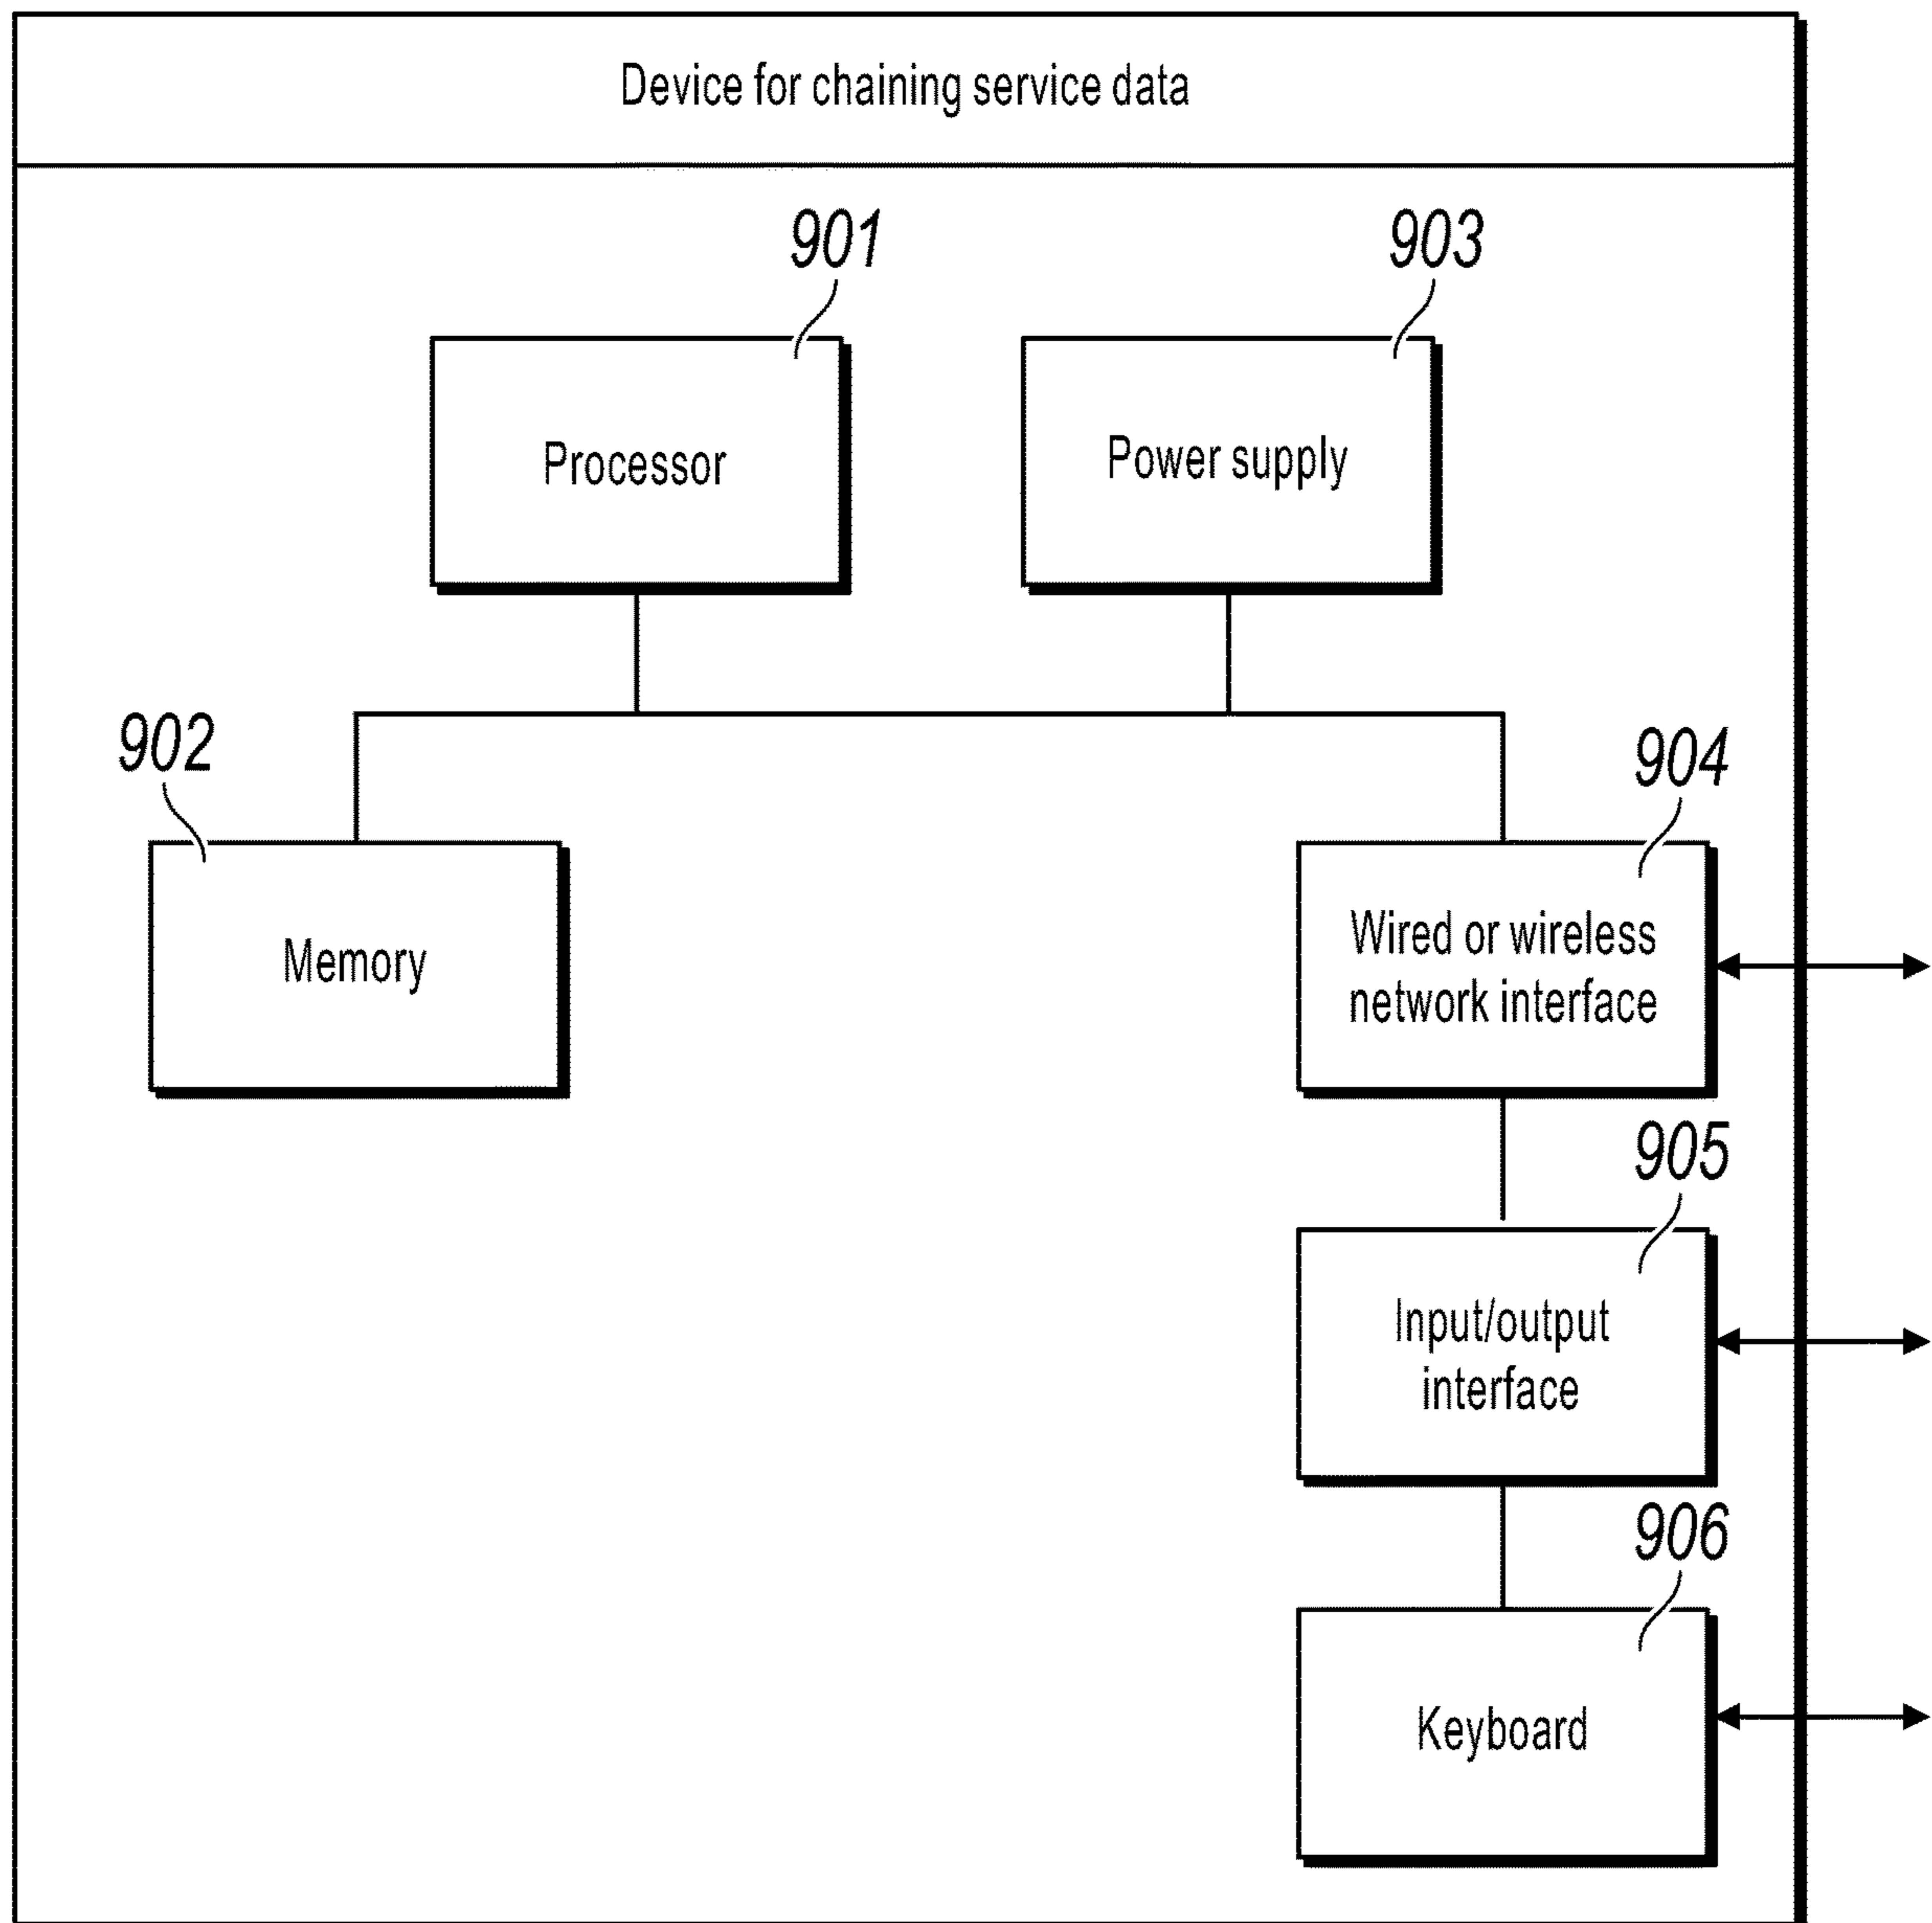 Device for chaining service data
901
903
Processor
Power supply
902
904
Memory
Wired or wireless
network interface
905
Input/output
interface
906
Keyboard